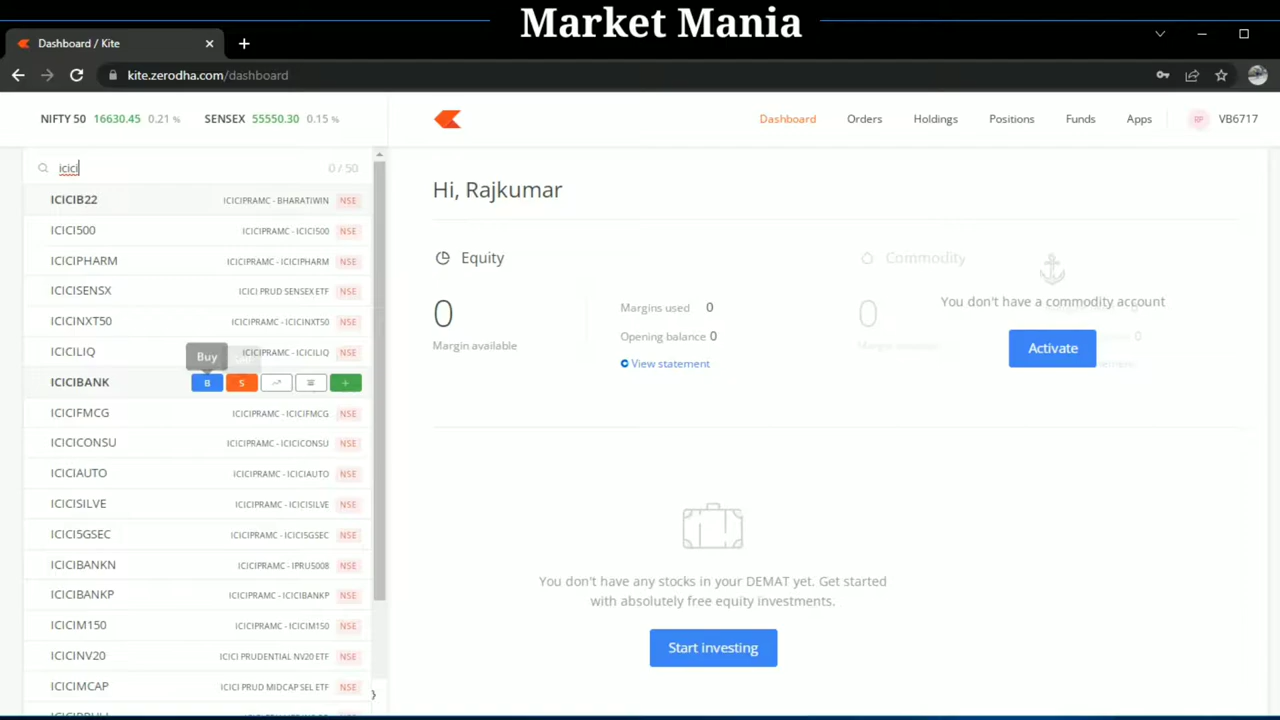 Market Mania
Dashboard / Kite
kite.zerodha.com/dashboard
NIFTY 50 16630.45 0.21 %
SENSEX 55550.30 0.15 %
Dashboard
Orders
Holdings
Positions
Funds
Apps
RP
VB6717
icici
0 / 50
ICICIB22 ICICIPRAMC - BHARATIWIN NSE
ICICI500 ICICIPRAMC - ICICI500 NSE
ICICIPHARM ICICIPRAMC - ICICIPHARM NSE
ICICISENSX ICICI PRUD SENSEX ETF NSE
ICICINXT50 ICICIPRAMC - ICICINXT50 NSE
ICICILIQ ICICIPRAMC - ICICILIQ NSE
Buy
ICICIBANK B S
ICICIFMCG ICICIPRAMC - ICICIFMCG NSE
ICICICONSU ICICIPRAMC - ICICICONSU NSE
ICICIAUTO ICICIPRAMC - ICICIAUTO NSE
ICICISILVE ICICIPRAMC - ICICISILVE NSE
ICICI5GSEC ICICIPRAMC - ICICI5GSEC NSE
ICICIBANKN ICICIPRAMC - IPRU5008 NSE
ICICIBANKP ICICIPRAMC - ICICIBANKP NSE
ICICIM150 ICICIPRAMC - ICICIM150 NSE
ICICINV20 ICICI PRUDENTIAL NV20 ETF NSE
ICICIMCAP ICICI PRUD MIDCAP SEL ETF NSE
Hi, Rajkumar
Equity
0
Margin available
Margins used 0
Opening balance 0
View statement
Commodity
0
You don't have a commodity account
Activate
You don't have any stocks in your DEMAT yet. Get started
with absolutely free equity investments.
Start investing